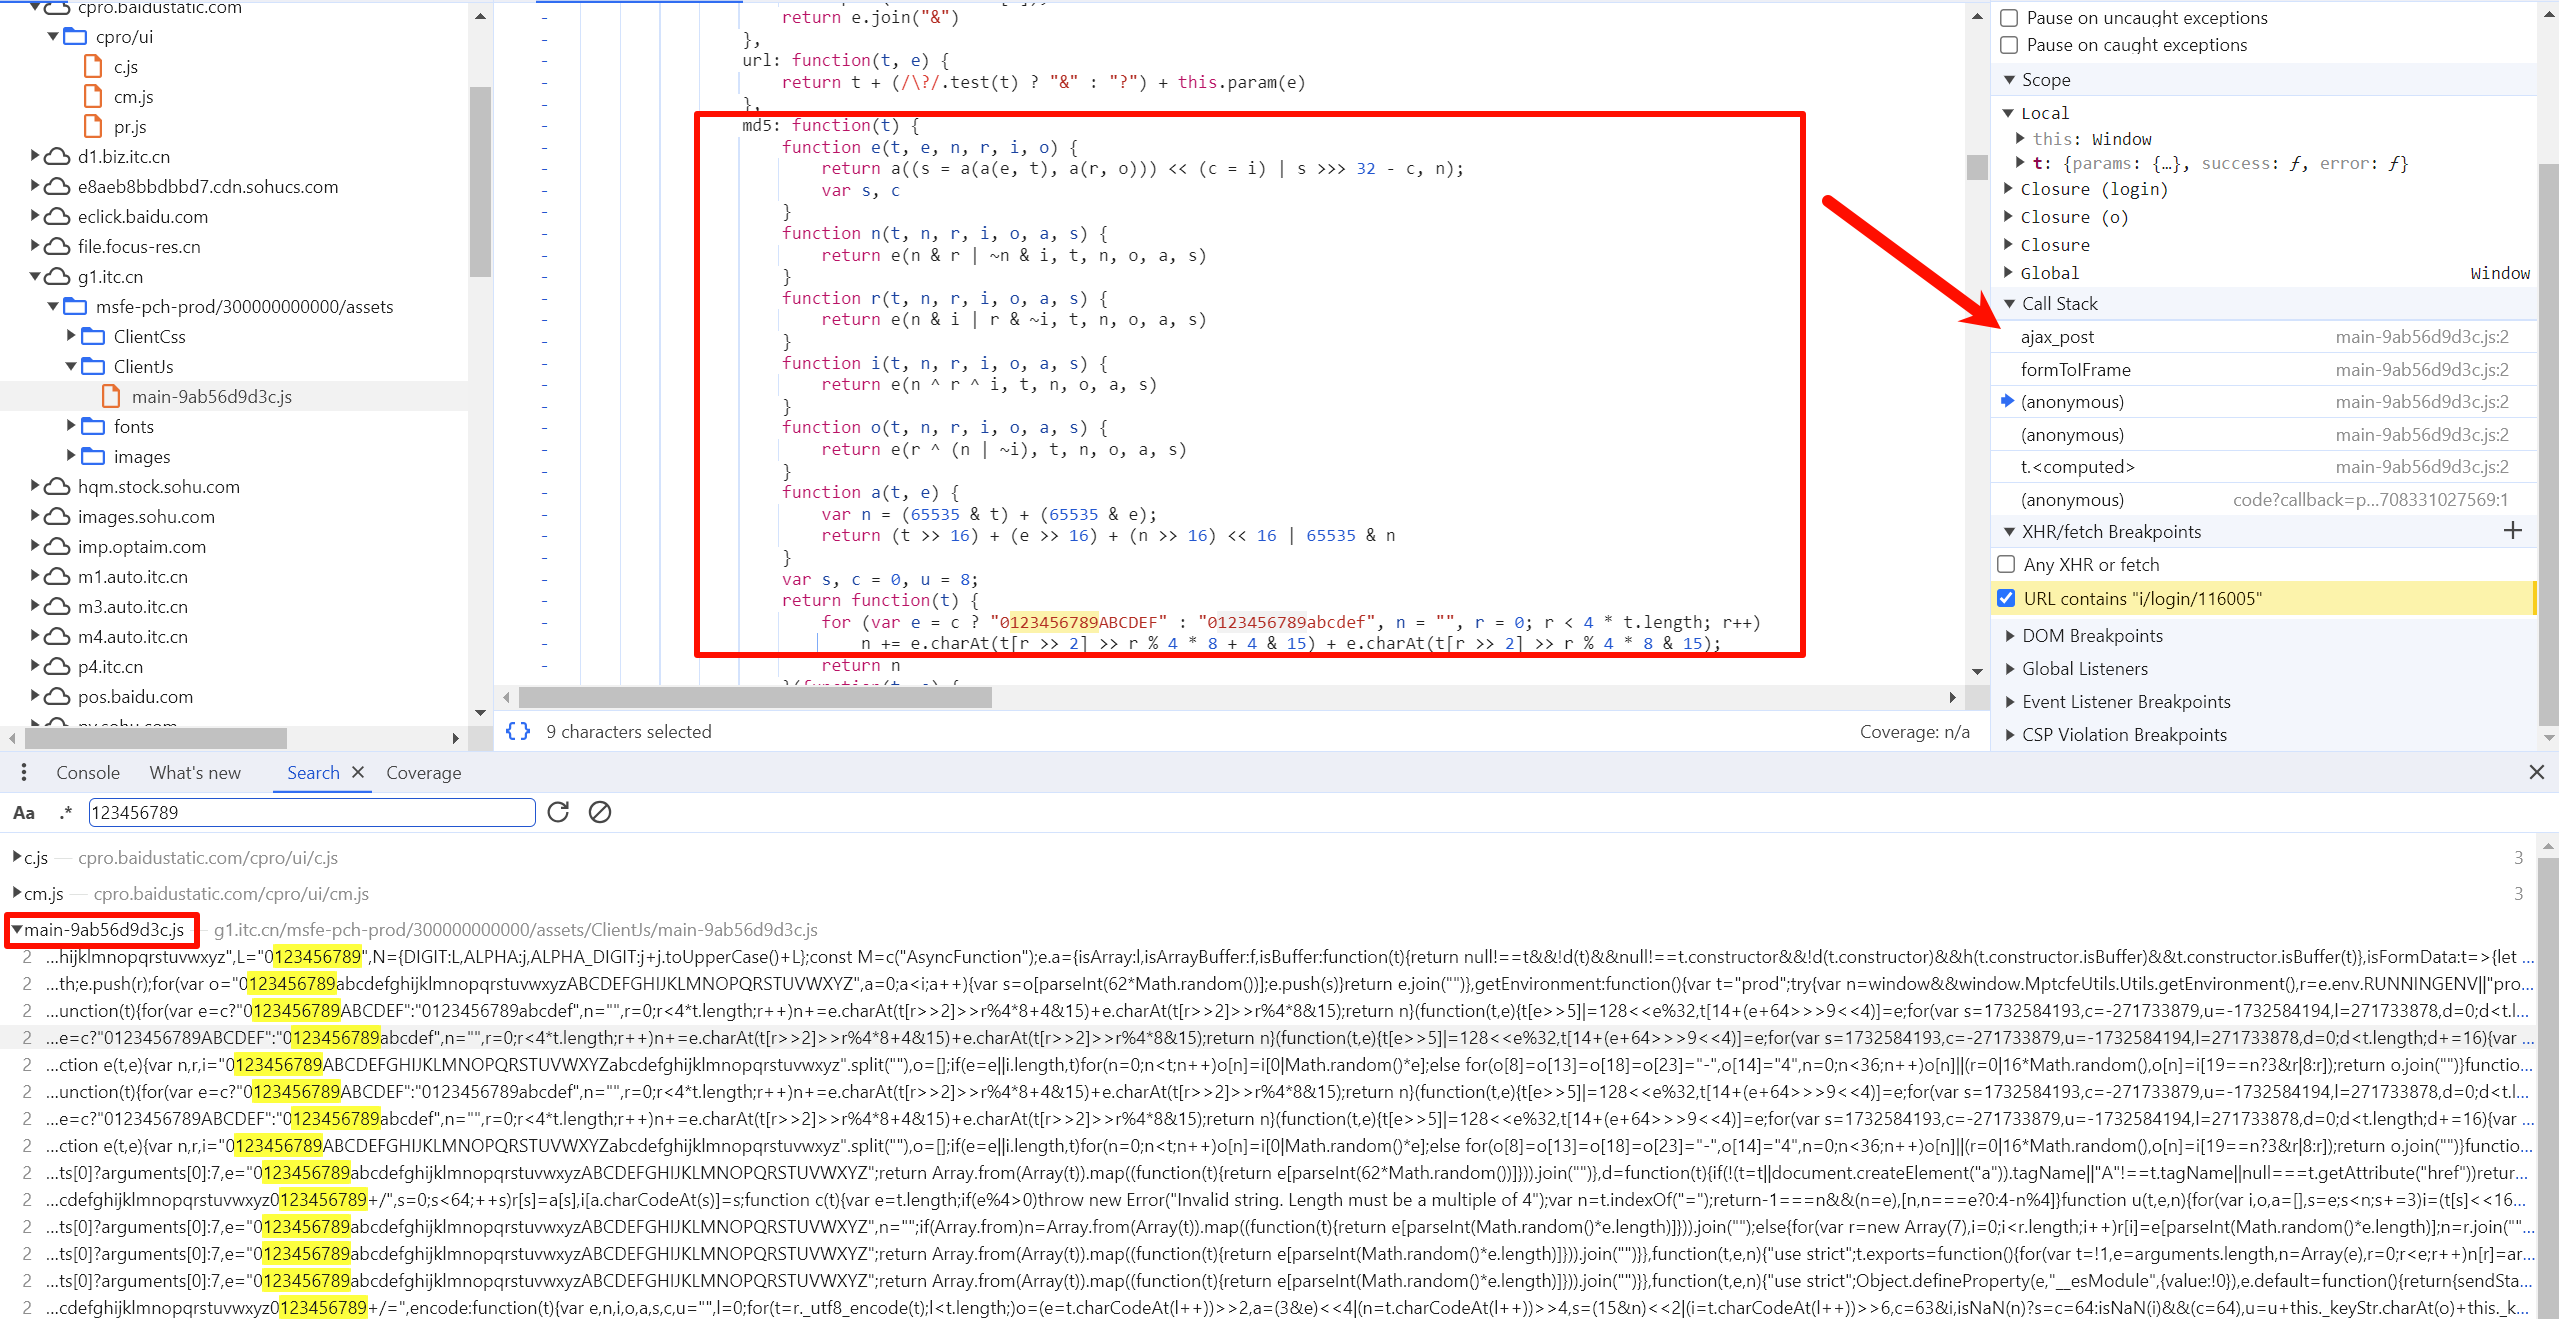 cpro.baidustatic.com
cpro/ui
c.js
cm.js
pr.js
d1.biz.itc.cn
e8aeb8bbdbbd7.cdn.sohucs.com
eclick.baidu.com
file.focus-res.cn
g1.itc.cn
msfe-pch-prod/300000000000/assets
ClientCss
ClientJs
main-9ab56d9d3c.js
fonts
images
hqm.stock.sohu.com
images.sohu.com
imp.optaim.com
m1.auto.itc.cn
m3.auto.itc.cn
m4.auto.itc.cn
p4.itc.cn
pos.baidu.com
return e.join("&")
},
url: function(t, e) {
return t + (/\?/.test(t) ? "&" : "?") + this.param(e)
},
md5: function(t) {
function e(t, e, n, r, i, o) {
return a((s = a(a(e, t), a(r, o))) << (c = i) | s >>> 32 - c, n);
var s, c
}
function n(t, n, r, i, o, a, s) {
return e(n & r | ~n & i, t, n, o, a, s)
}
function r(t, n, r, i, o, a, s) {
return e(n & i | r & ~i, t, n, o, a, s)
}
function i(t, n, r, i, o, a, s) {
return e(n ^ r ^ i, t, n, o, a, s)
}
function o(t, n, r, i, o, a, s) {
return e(r ^ (n | ~i), t, n, o, a, s)
}
function a(t, e) {
var n = (65535 & t) + (65535 & e);
return (t >> 16) + (e >> 16) + (n >> 16) << 16 | 65535 & n
}
var s, c = 0, u = 8;
return function(t) {
for (var e = c ? "0123456789ABCDEF" : "0123456789abcdef", n = "", r = 0; r < 4 * t.length; r++)
n += e.charAt(t[r >> 2] >> r % 4 * 8 + 4 & 15) + e.charAt(t[r >> 2] >> r % 4 * 8 & 15);
return n
{} 9 characters selected
Coverage: n/a
Pause on uncaught exceptions
Pause on caught exceptions
Scope
Local
this: Window
t: {params: {…}, success: ƒ, error: ƒ}
Closure (login)
Closure (o)
Closure
Global Window
Call Stack
ajax_post main-9ab56d9d3c.js:2
formToIFrame main-9ab56d9d3c.js:2
(anonymous) main-9ab56d9d3c.js:2
(anonymous) main-9ab56d9d3c.js:2
t.<computed> main-9ab56d9d3c.js:2
(anonymous) code?callback=p…708331027569:1
XHR/fetch Breakpoints
Any XHR or fetch
URL contains "i/login/116005"
DOM Breakpoints
Global Listeners
Event Listener Breakpoints
CSP Violation Breakpoints
Console What's new Search Coverage
Aa .* 123456789
c.js — cpro.baidustatic.com/cpro/ui/c.js 3
cm.js — cpro.baidustatic.com/cpro/ui/cm.js 3
main-9ab56d9d3c.js — g1.itc.cn/msfe-pch-prod/300000000000/assets/ClientJs/main-9ab56d9d3c.js
2 …hijklmnopqrstuvwxyz",L="0123456789",N={DIGIT:L,ALPHA:j,ALPHA_DIGIT:j+j.toUpperCase()+L};const M=c("AsyncFunction");e.a={isArray:l,isArrayBuffer:f,isBuffer:function(t){return null!==t&&!d(t)&&null!==t.constructor&&!d(t.constructor)&&h(t.constructor.isBuffer)&&t.constructor.isBuffer(t)},isFormData:t=>{let …
2 …th;e.push(r);for(var o="0123456789abcdefghijklmnopqrstuvwxyzABCDEFGHIJKLMNOPQRSTUVWXYZ",a=0;a<i;a++){var s=o[parseInt(62*Math.random())];e.push(s)}return e.join("")},getEnvironment:function(){var t="prod";try{var n=window&&window.MptcfeUtils.Utils.getEnvironment(),r=e.env.RUNNINGENV||"pro…
2 …unction(t){for(var e=c?"0123456789ABCDEF":"0123456789abcdef",n="",r=0;r<4*t.length;r++)n+=e.charAt(t[r>>2]>>r%4*8+4&15)+e.charAt(t[r>>2]>>r%4*8&15);return n}(function(t,e){t[e>>5]|=128<<e%32,t[14+(e+64>>>9<<4)]=e;for(var s=1732584193,c=-271733879,u=-1732584194,l=271733878,d=0;d<t.l…
2 …e=c?"0123456789ABCDEF":"0123456789abcdef",n="",r=0;r<4*t.length;r++)n+=e.charAt(t[r>>2]>>r%4*8+4&15)+e.charAt(t[r>>2]>>r%4*8&15);return n}(function(t,e){t[e>>5]|=128<<e%32,t[14+(e+64>>>9<<4)]=e;for(var s=1732584193,c=-271733879,u=-1732584194,l=271733878,d=0;d<t.length;d+=16){var …
2 …ction e(t,e){var n,r,i="0123456789ABCDEFGHIJKLMNOPQRSTUVWXYZabcdefghijklmnopqrstuvwxyz".split(""),o=[];if(e=e||i.length,t)for(n=0;n<t;n++)o[n]=i[0|Math.random()*e];else for(o[8]=o[13]=o[18]=o[23]="-",o[14]="4",n=0;n<36;n++)o[n]||(r=0|16*Math.random(),o[n]=i[19==n?3&r|8:r]);return o.join("")}functio…
2 …unction(t){for(var e=c?"0123456789ABCDEF":"0123456789abcdef",n="",r=0;r<4*t.length;r++)n+=e.charAt(t[r>>2]>>r%4*8+4&15)+e.charAt(t[r>>2]>>r%4*8&15);return n}(function(t,e){t[e>>5]|=128<<e%32,t[14+(e+64>>>9<<4)]=e;for(var s=1732584193,c=-271733879,u=-1732584194,l=271733878,d=0;d<t.l…
2 …e=c?"0123456789ABCDEF":"0123456789abcdef",n="",r=0;r<4*t.length;r++)n+=e.charAt(t[r>>2]>>r%4*8+4&15)+e.charAt(t[r>>2]>>r%4*8&15);return n}(function(t,e){t[e>>5]|=128<<e%32,t[14+(e+64>>>9<<4)]=e;for(var s=1732584193,c=-271733879,u=-1732584194,l=271733878,d=0;d<t.length;d+=16){var …
2 …ction e(t,e){var n,r,i="0123456789ABCDEFGHIJKLMNOPQRSTUVWXYZabcdefghijklmnopqrstuvwxyz".split(""),o=[];if(e=e||i.length,t)for(n=0;n<t;n++)o[n]=i[0|Math.random()*e];else for(o[8]=o[13]=o[18]=o[23]="-",o[14]="4",n=0;n<36;n++)o[n]||(r=0|16*Math.random(),o[n]=i[19==n?3&r|8:r]);return o.join("")}functio…
2 …ts[0]?arguments[0]:7,e="0123456789abcdefghijklmnopqrstuvwxyzABCDEFGHIJKLMNOPQRSTUVWXYZ";return Array.from(Array(t)).map((function(t){return e[parseInt(62*Math.random())]})).join("")},d=function(t){if(!(t=t||document.createElement("a")).tagName||"A"!==t.tagName||null===t.getAttribute("href"))retur…
2 …cdefghijklmnopqrstuvwxyz0123456789+/",s=0;s<64;++s)r[s]=a[s],i[a.charCodeAt(s)]=s;function c(t){var e=t.length;if(e%4>0)throw new Error("Invalid string. Length must be a multiple of 4");var n=t.indexOf("=");return-1===n&&(n=e),[n,n===e?0:4-n%4]}function u(t,e,n){for(var i,o,a=[],s=e;s<n;s+=3)i=(t[s]<<16…
2 …ts[0]?arguments[0]:7,e="0123456789abcdefghijklmnopqrstuvwxyzABCDEFGHIJKLMNOPQRSTUVWXYZ",n="";if(Array.from)n=Array.from(Array(t)).map((function(t){return e[parseInt(Math.random()*e.length)]})).join("");else{for(var r=new Array(7),i=0;i<r.length;i++)r[i]=e[parseInt(Math.random()*e.length)];n=r.join(""…
2 …ts[0]?arguments[0]:7,e="0123456789abcdefghijklmnopqrstuvwxyzABCDEFGHIJKLMNOPQRSTUVWXYZ";return Array.from(Array(t)).map((function(t){return e[parseInt(Math.random()*e.length)]})).join("")}},function(t,e,n){"use strict";t.exports=function(){for(var t=!1,e=arguments.length,n=Array(e),r=0;r<e;r++)n[r]=ar…
2 …ts[0]?arguments[0]:7,e="0123456789abcdefghijklmnopqrstuvwxyzABCDEFGHIJKLMNOPQRSTUVWXYZ";return Array.from(Array(t)).map((function(t){return e[parseInt(Math.random()*e.length)]})).join("")}},function(t,e,n){"use strict";Object.defineProperty(e,"__esModule",{value:!0}),e.default=function(){return{sendSta…
2 …cdefghijklmnopqrstuvwxyz0123456789+/=",encode:function(t){var e,n,i,o,a,s,c,u="",l=0;for(t=r._utf8_encode(t);l<t.length;)o=(e=t.charCodeAt(l++))>>2,a=(3&e)<<4|(n=t.charCodeAt(l++))>>4,s=(15&n)<<2|(i=t.charCodeAt(l++))>>6,c=63&i,isNaN(n)?s=c=64:isNaN(i)&&(c=64),u=u+this._keyStr.charAt(o)+this._k…